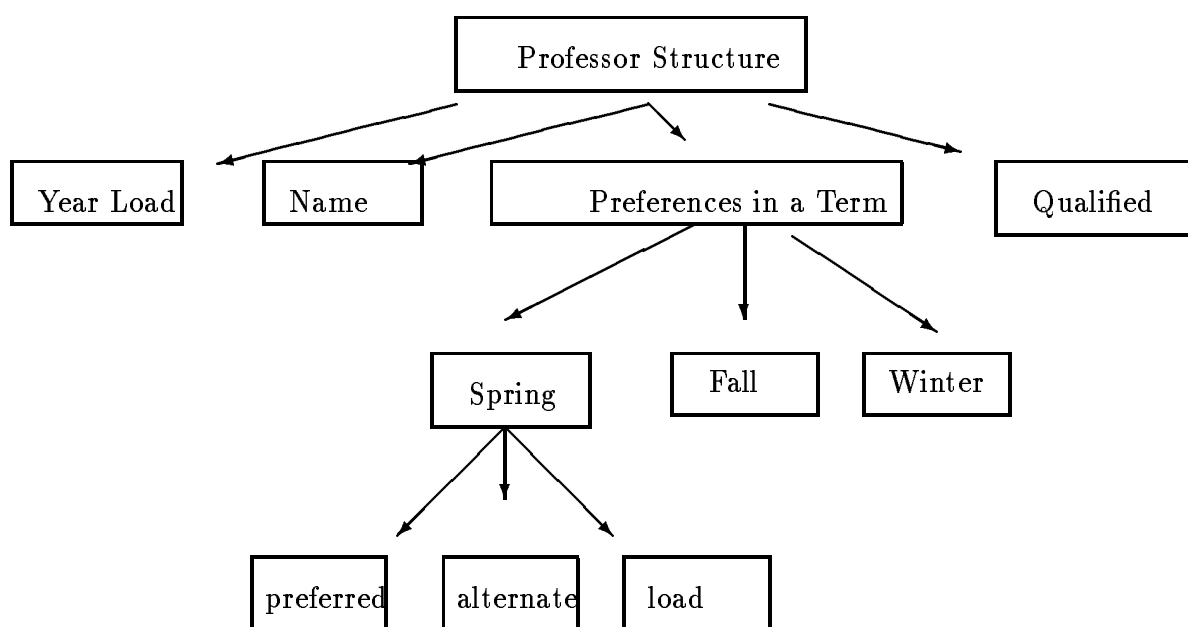 Professor Structure
Year Load
Name
Preferences in a Term
Qualified
Spring
Fall
Winter
preferred
alternate
load